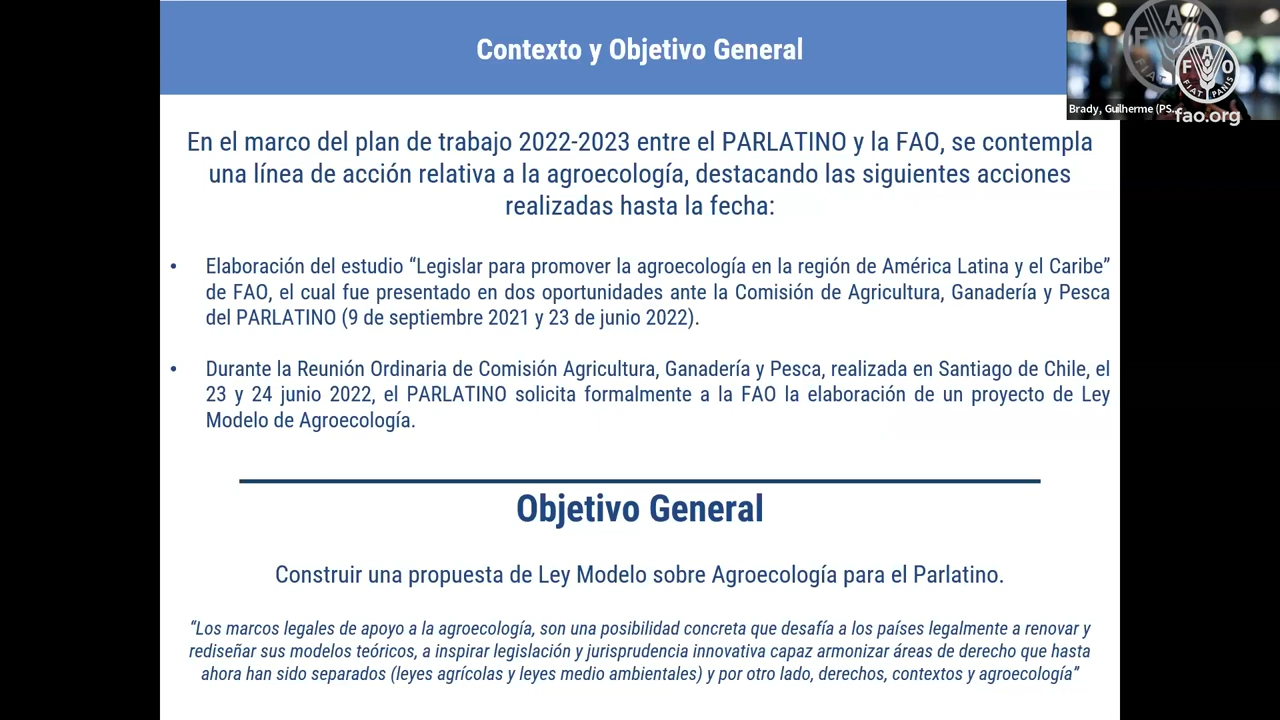 Contexto y Objetivo General
Brady, Guilherme (PS...
FAO
FIAT PANIS
fao.org
En el marco del plan de trabajo 2022-2023 entre el PARLATINO y la FAO, se contempla
una línea de acción relativa a la agroecología, destacando las siguientes acciones
realizadas hasta la fecha:
• Elaboración del estudio “Legislar para promover la agroecología en la región de América Latina y el Caribe”
de FAO, el cual fue presentado en dos oportunidades ante la Comisión de Agricultura, Ganadería y Pesca
del PARLATINO (9 de septiembre 2021 y 23 de junio 2022).
• Durante la Reunión Ordinaria de Comisión Agricultura, Ganadería y Pesca, realizada en Santiago de Chile, el
23 y 24 junio 2022, el PARLATINO solicita formalmente a la FAO la elaboración de un proyecto de Ley
Modelo de Agroecología.
Objetivo General
Construir una propuesta de Ley Modelo sobre Agroecología para el Parlatino.
“Los marcos legales de apoyo a la agroecología, son una posibilidad concreta que desafía a los países legalmente a renovar y
rediseñar sus modelos teóricos, a inspirar legislación y jurisprudencia innovativa capaz armonizar áreas de derecho que hasta
ahora han sido separados (leyes agrícolas y leyes medio ambientales) y por otro lado, derechos, contextos y agroecología”